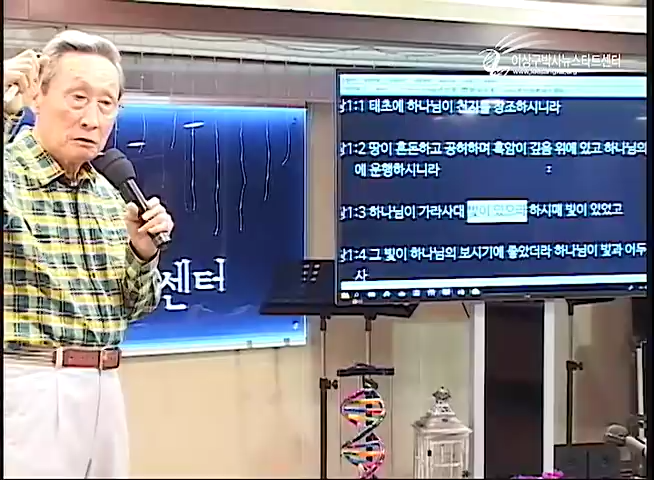 이상구박사뉴스타트센터
창1:1 태초에 하나님이 천지를 창조하시니라
창1:2 땅이 혼돈하고 공허하며 흑암이 깊음 위에 있고 하나님의
에 운행하시니라
창1:3 하나님이 가라사대 빛이 있으라 하시매 빛이 있었고
창1:4 그 빛이 하나님의 보시기에 좋았더라 하나님이 빛과 어두
사
센터